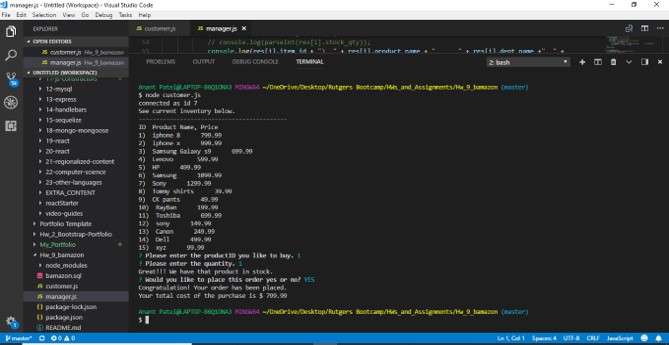 manager.js - Untitled (Workspace) - Visual Studio Code
File Edit Selection View Go Debug Tasks Help
EXPLORER
OPEN EDITORS
JS customer.js Hw_9_bamazon
JS manager.js Hw_9_bamazon
UNTITLED (WORKSPACE)
11-js-constructors
12-mysql
13-express
14-handlebars
15-sequelize
18-mongo-mongoose
19-react
20-react
21-regionalized-content
22-computer-science
23-other-languages
EXTRA_CONTENT
reactStarter
video-guides
Portfolio Template
Hw_2_Bootstrap-Portfolio
My_Portfolio
Hw_9_bamazon
node_modules
bamazon.sql
JS customer.js
JS manager.js
package-lock.json
package.json
README.md
JS customer.js JS manager.js
54 // console.log(parseInt(res[i].stock_qty));
console.log(res[i].item_id + ") " + res[i].product_name + " " + res[i].dept_name +" " +
PROBLEMS OUTPUT DEBUG CONSOLE TERMINAL 2: bash
Anant Patel@LAPTOP-B6Q1ONA3 MINGW64 ~/OneDrive/Desktop/Rutgers Bootcamp/HWs_and_Assignments/Hw_9_bamazon (master)
$ node customer.js
connected as id 7
See current inventory below.
----------------------------------------
ID Product Name, Price
1) iphone 8 799.99
2) iphone x 999.99
3) Samsung Galaxy s9 699.99
4) Lenovo 599.99
5) HP 499.99
6) Samsung 1099.99
7) Sony 1299.99
8) Tommy shirts 39.99
9) CK pants 49.99
10) RayBan 199.99
11) Toshiba 699.99
12) sony 149.99
13) Canen 249.99
14) Dell 499.99
15) xyz 99.99
? Please enter the productID you like to buy. 1
? Please enter the quantity. 1
Great!!! We have that product in stock.
? Would you like to place this order yes or no? YES
Congratulation! Your order has been placed.
Your total cost of the purchase is $ 799.99
Anant Patel@LAPTOP-B6Q1ONA3 MINGW64 ~/OneDrive/Desktop/Rutgers Bootcamp/HWs_and_Assignments/Hw_9_bamazon (master)
$
master* 0 0 Ln 1, Col 1 Spaces: 4 UTF-8 CRLF JavaScript